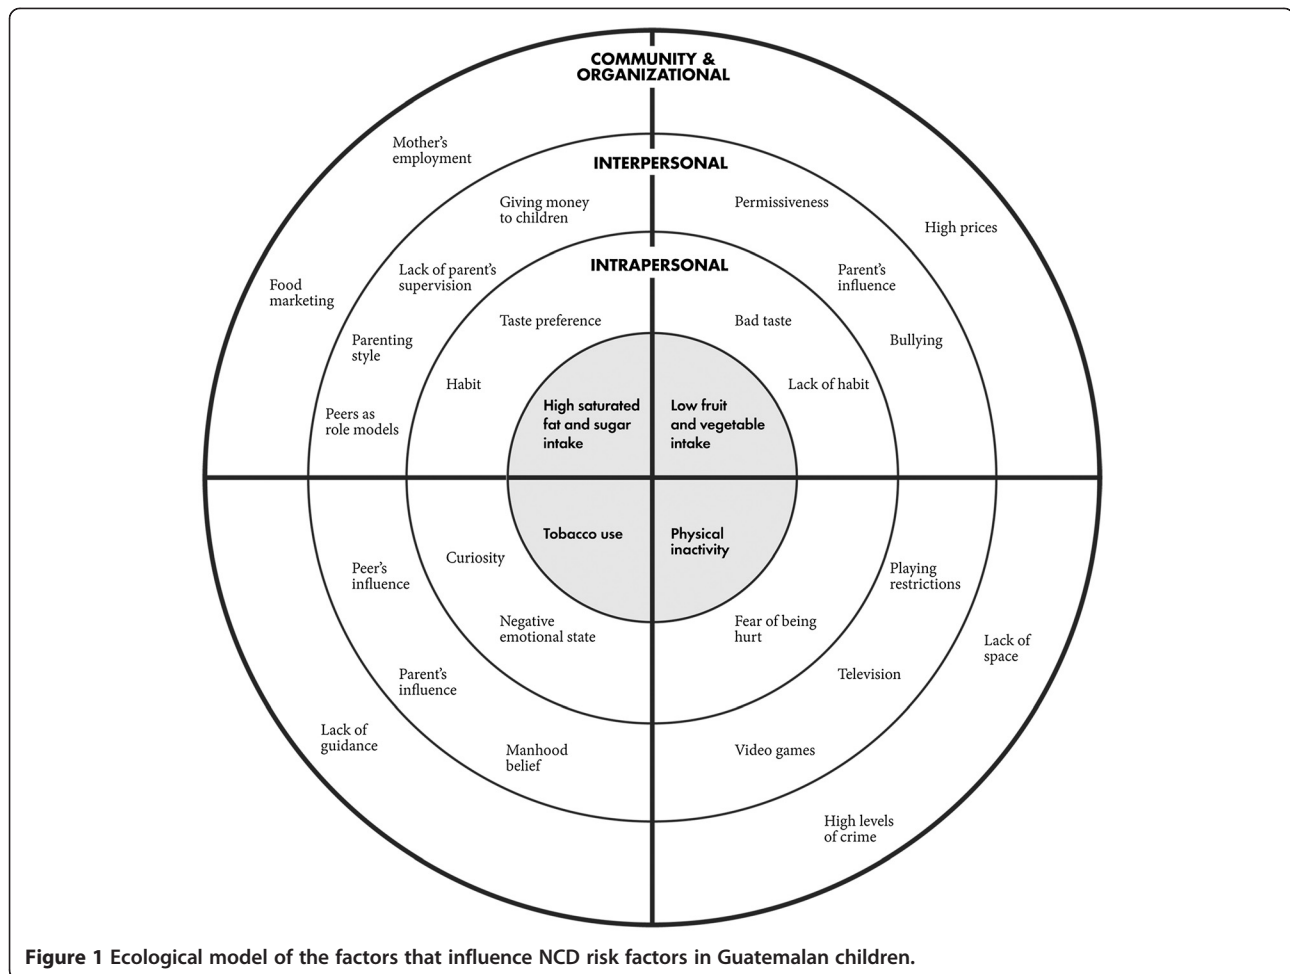 COMMUNITY &
ORGANIZATIONAL
Mother’s
employment
INTERPERSONAL
Giving money
to children
Permissiveness
High prices
Lack of parent’s
supervision
INTRAPERSONAL
Parent’s
influence
Food
marketing
Taste preference
Bad taste
Parenting
style
Bullying
Habit
Lack of habit
Peers as
role models
High saturated
fat and sugar
intake
Low fruit
and vegetable
intake
Tobacco use
Physical
inactivity
Curiosity
Peer’s
influence
Playing
restrictions
Negative
emotional state
Fear of being
hurt
Lack of
space
Parent’s
influence
Television
Lack of
guidance
Manhood
belief
Video games
High levels
of crime
Figure 1 Ecological model of the factors that influence NCD risk factors in Guatemalan children.